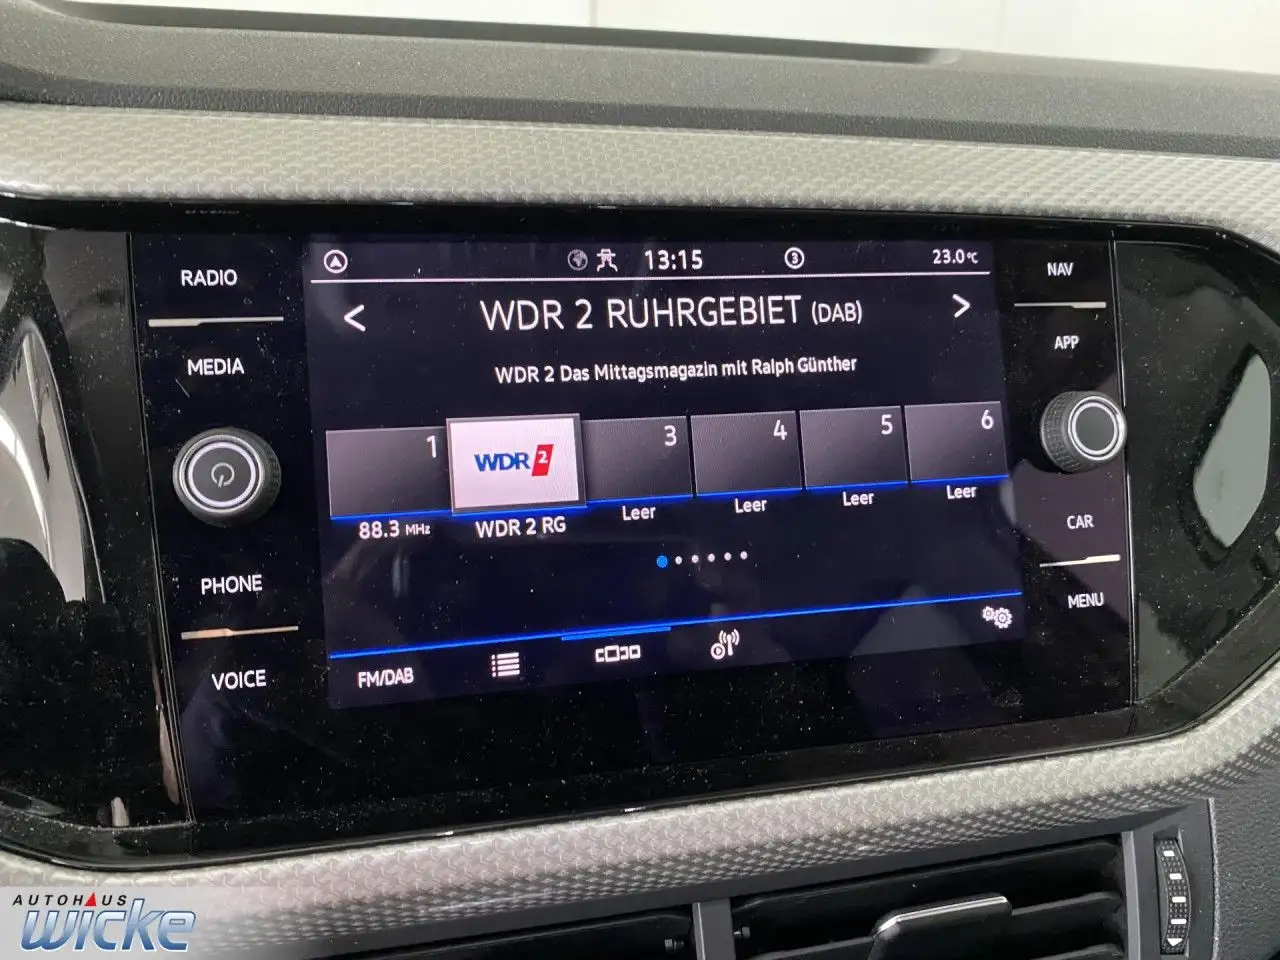 RADIO
MEDIA
PHONE
VOICE
13:15
3
23.0°C
< WDR 2 RUHRGEBIET (DAB) >
WDR 2 Das Mittagsmagazin mit Ralph Günther
1
WDR 2
3
4
5
6
88.3 MHz
WDR 2 RG
Leer
Leer
Leer
Leer
FM/DAB
NAV
APP
CAR
MENU
AUTOHAUS
wicke